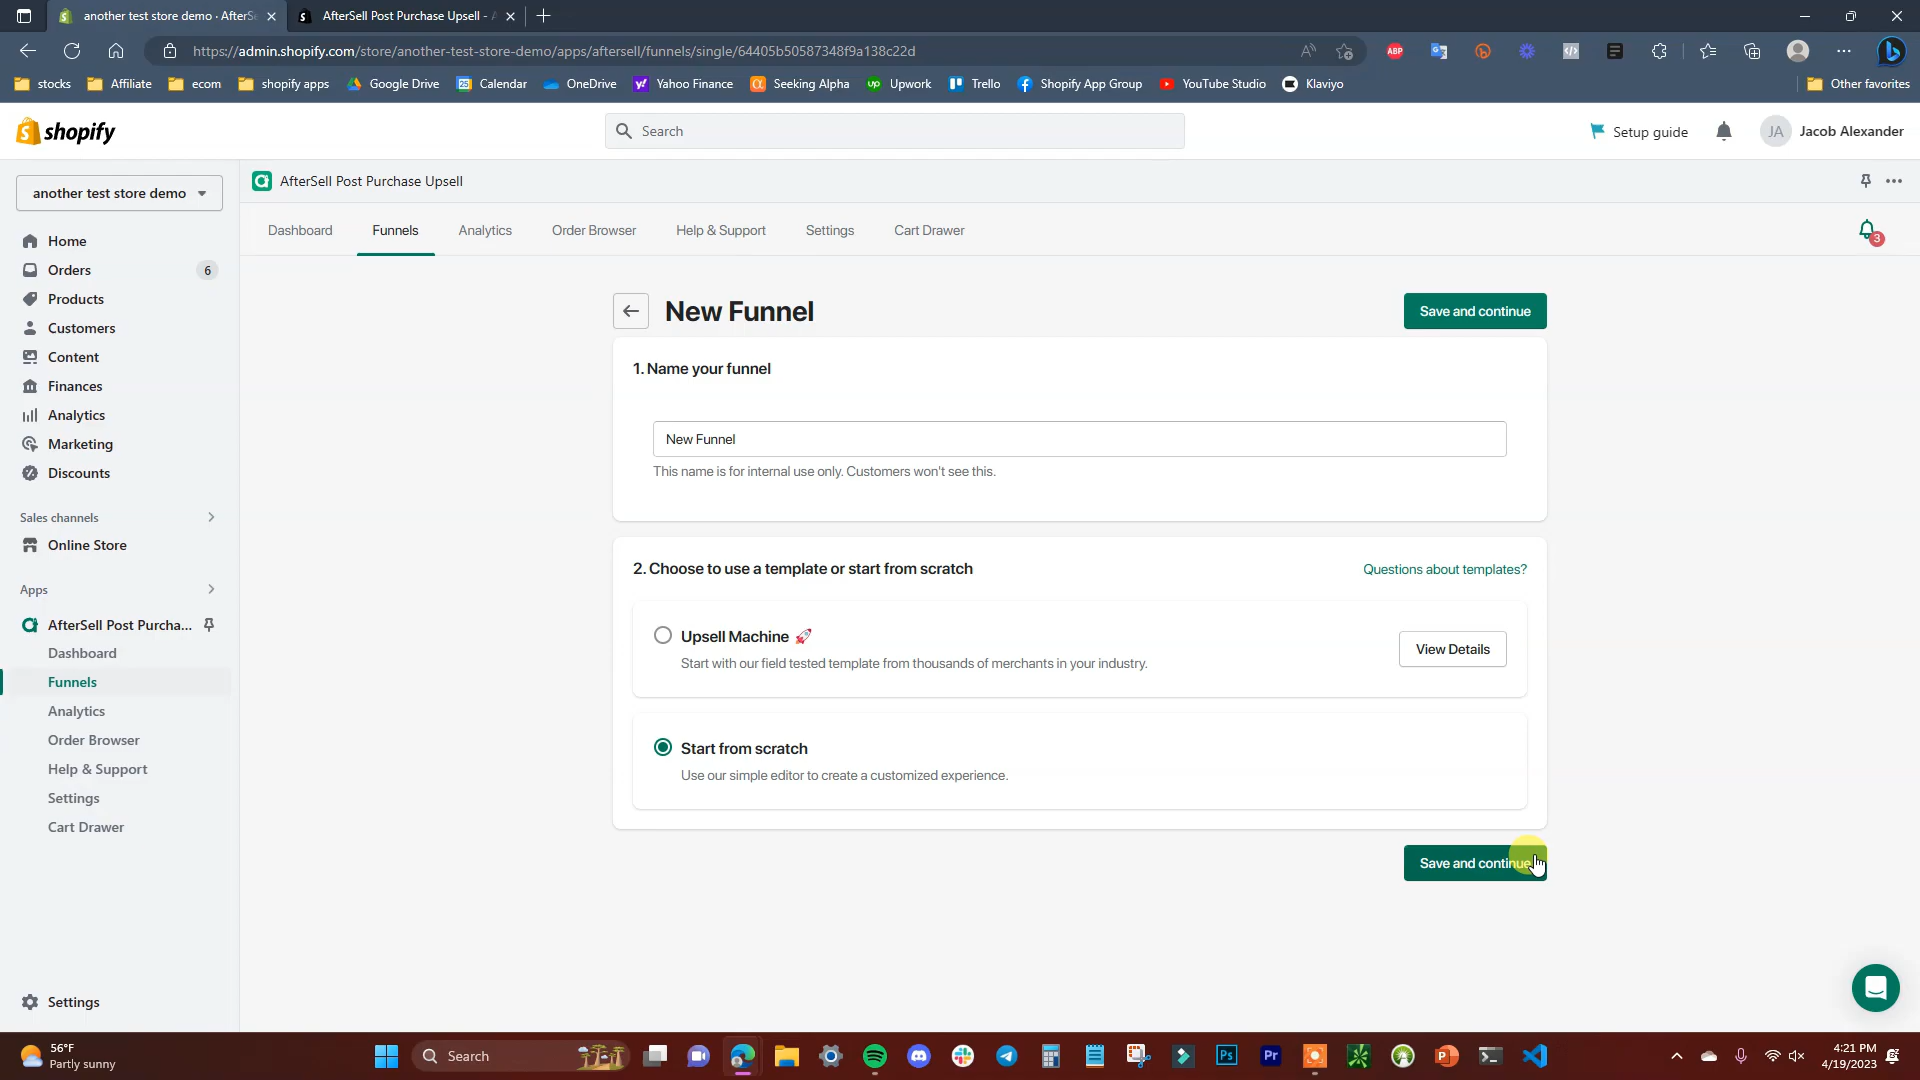 another test store demo · AfterSe
AfterSell Post Purchase Upsell - A
https://admin.shopify.com/store/another-test-store-demo/apps/aftersell/funnels/single/64405b50587348f9a138c22d
ABP
stocks
Affiliate
ecom
shopify apps
Google Drive
25
Calendar
OneDrive
Yahoo Finance
Seeking Alpha
up
Upwork
Trello
Shopify App Group
YouTube Studio
Klaviyo
Other favorites
shopify
Search
Setup guide
JA
Jacob Alexander
another test store demo
AfterSell Post Purchase Upsell
Home
Orders
6
Products
Customers
Content
Finances
Analytics
Marketing
Discounts
Sales channels
Online Store
Apps
AfterSell Post Purcha...
Dashboard
Funnels
Analytics
Order Browser
Help & Support
Settings
Cart Drawer
Settings
Dashboard
Funnels
Analytics
Order Browser
Help & Support
Settings
Cart Drawer
3
New Funnel
Save and continue
1. Name your funnel
New Funnel
This name is for internal use only. Customers won't see this.
2. Choose to use a template or start from scratch
Questions about templates?
Upsell Machine 🚀
Start with our field tested template from thousands of merchants in your industry.
View Details
Start from scratch
Use our simple editor to create a customized experience.
Save and continue
56°F
Partly sunny
Search
Ps
Pr
4:21 PM
4/19/2023